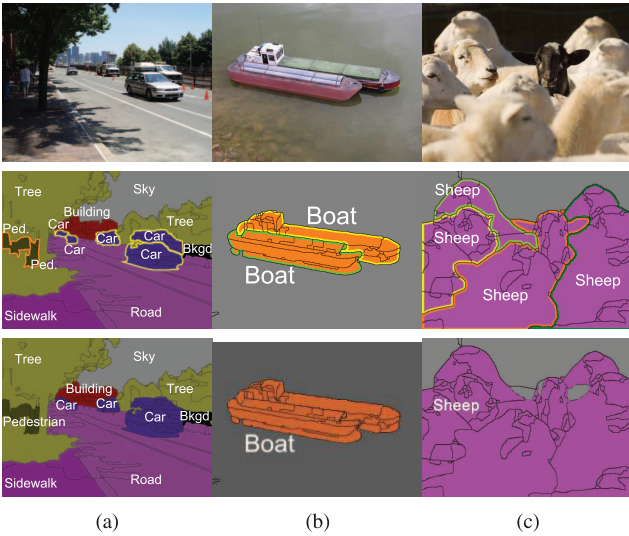 Tree
Sky
Car
Building
Car
Tree
Ped.
Car
Car
Car
Bkgd
Ped.
Sidewalk
Road
Boat
Boat
Sheep
Sheep
Sheep
Sheep
Tree
Sky
Building
Tree
Car
Car
Car
Bkgd
Pedestrian
Sidewalk
Road
Boat
Sheep
(a)
(b)
(c)